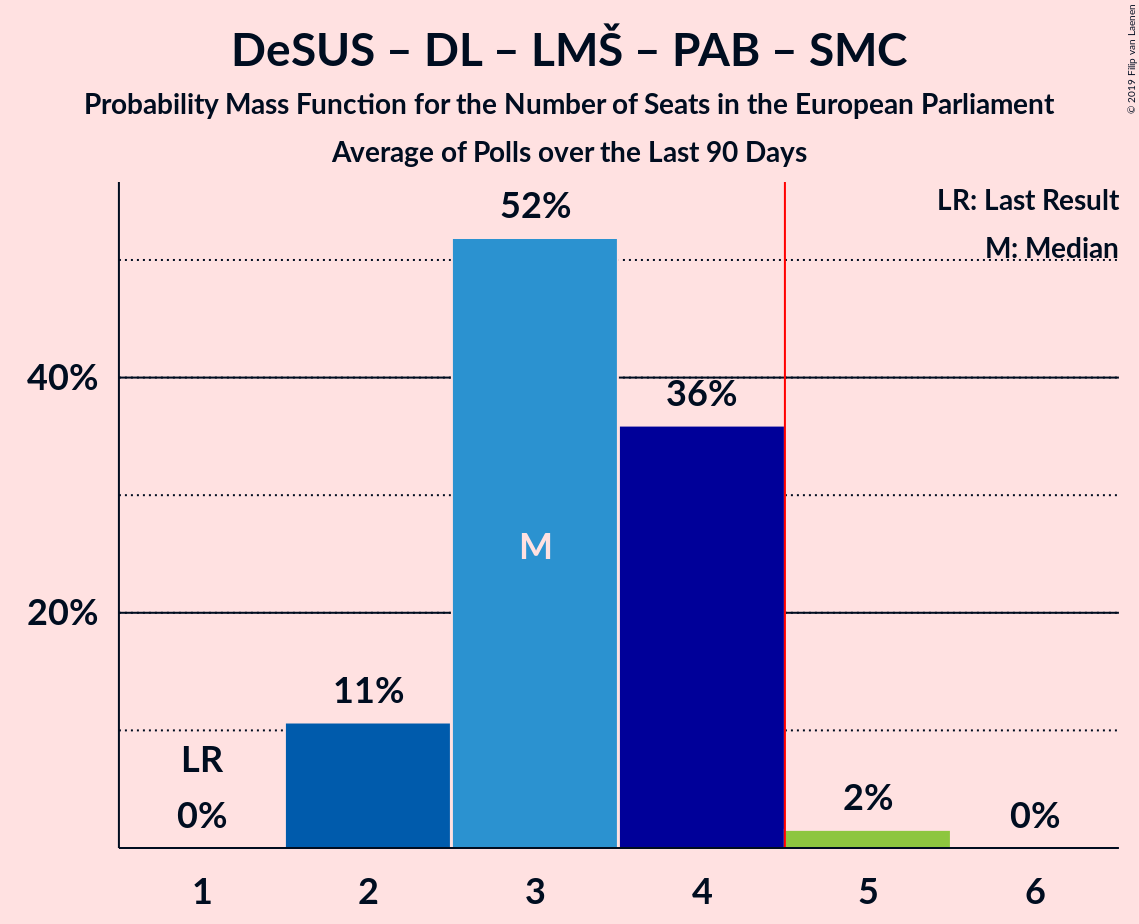 DeSUS – DL – LMŠ – PAB – SMC
Probability Mass Function for the Number of Seats in the European Parliament
Average of Polls over the Last 90 Days
© 2019 Filip van Laenen
LR: Last Result
M: Median
52%
40%
36%
M
20%
11%
LR
0%
2%
0%
1 2 3 4 5 6